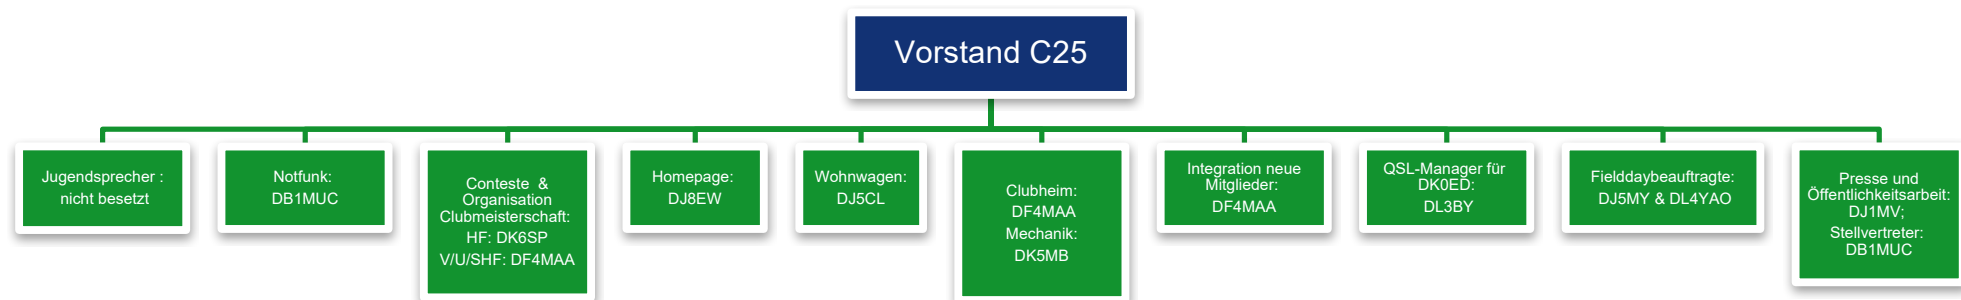 Vorstand C25
Jugendsprecher :
nicht besetzt
Notfunk:
DB1MUC
Conteste &
Organisation
Clubmeisterschaft:
HF: DK6SP
V/U/SHF: DF4MAA
Homepage:
DJ8EW
Wohnwagen:
DJ5CL
Clubheim:
DF4MAA
Mechanik:
DK5MB
Integration neue
Mitglieder:
DF4MAA
QSL-Manager für
DK0ED:
DL3BY
Fielddaybeauftragte:
DJ5MY & DL4YAO
Presse und
Öffentlichkeitsarbeit:
DJ1MV;
Stellvertreter:
DB1MUC